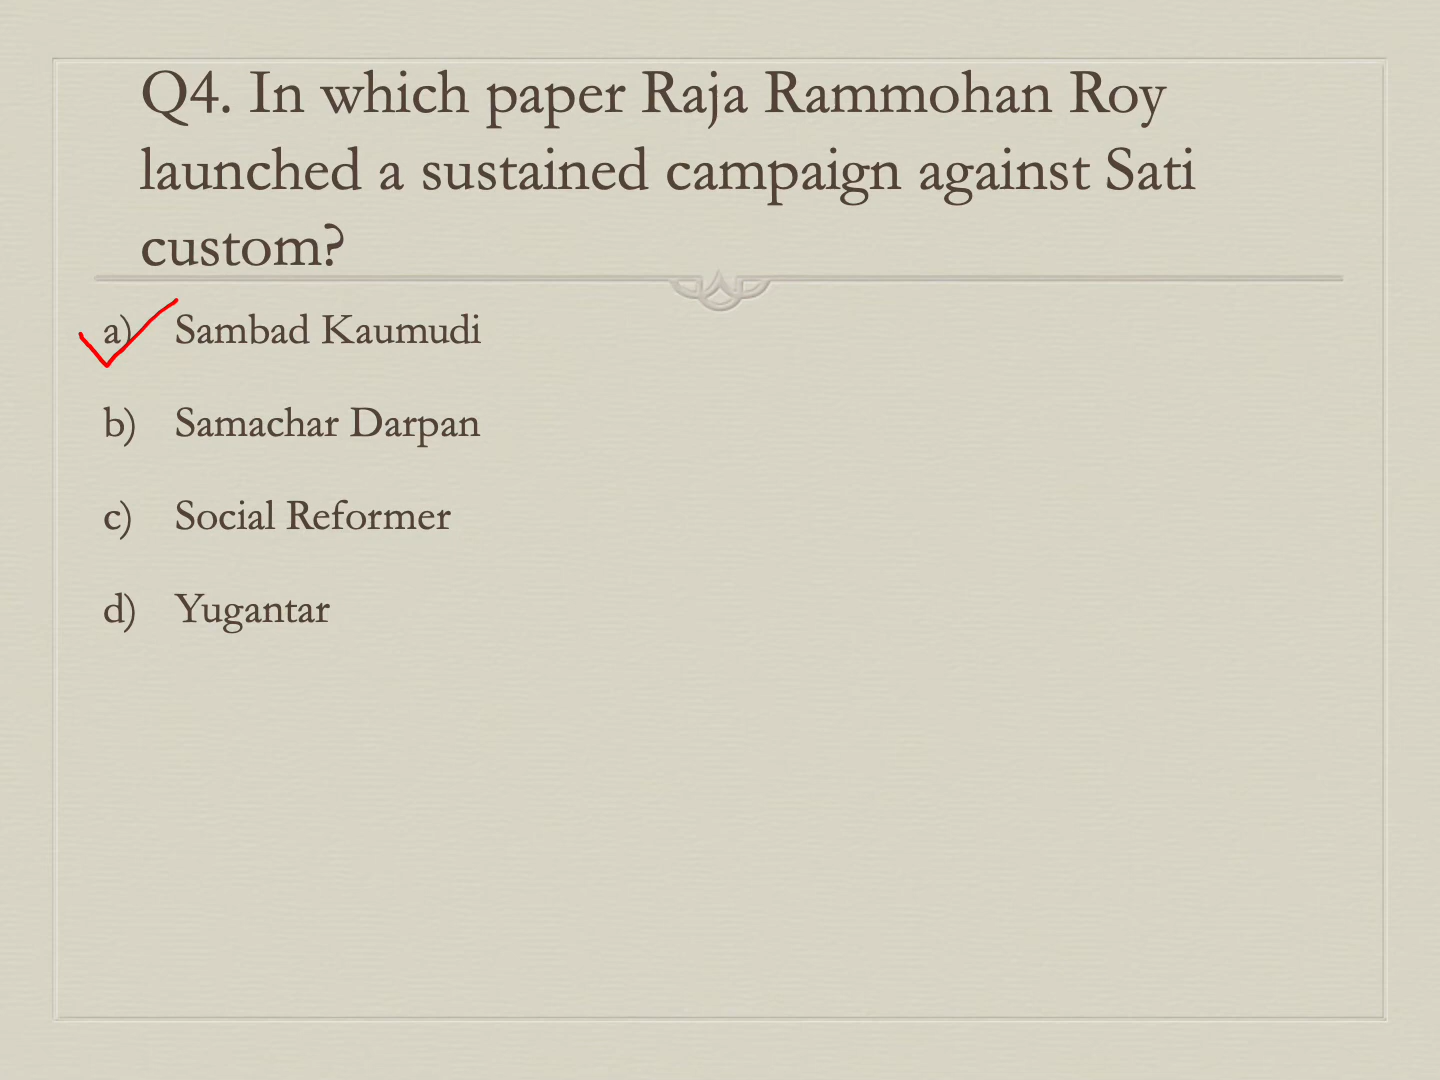 Q4. In which paper Raja Rammohan Roy
launched a sustained campaign against Sati
custom?
a) Sambad Kaumudi
b) Samachar Darpan
c) Social Reformer
d) Yugantar